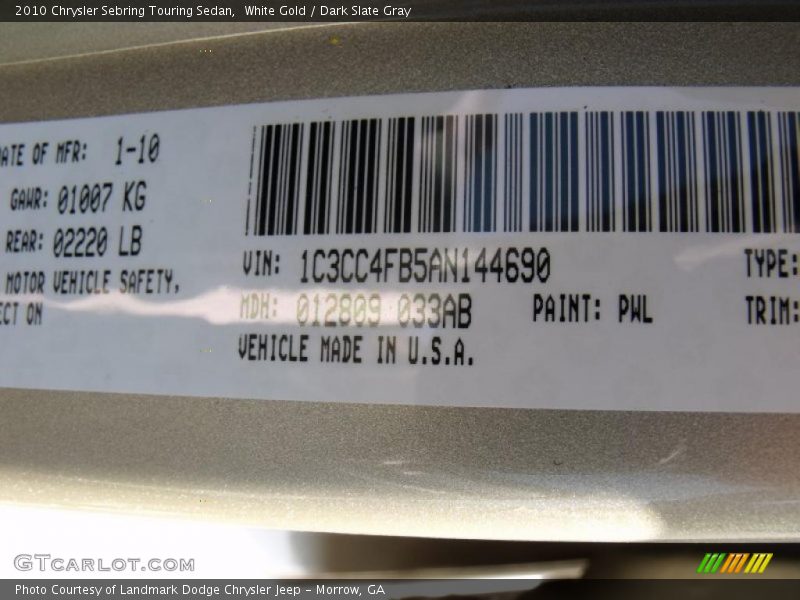 2010 Chrysler Sebring Touring Sedan, White Gold / Dark Slate Gray
DATE OF MFR: 1-10
GAWR: 01007 KG
REAR: 02220 LB
MOTOR VEHICLE SAFETY,
ECT ON
VIN: 1C3CC4FB5AN144690
TYPE:
MDH: 012809 033AB
PAINT: PWL
TRIM:
VEHICLE MADE IN U.S.A.
GTcarlot.com
Photo Courtesy of Landmark Dodge Chrysler Jeep - Morrow, GA